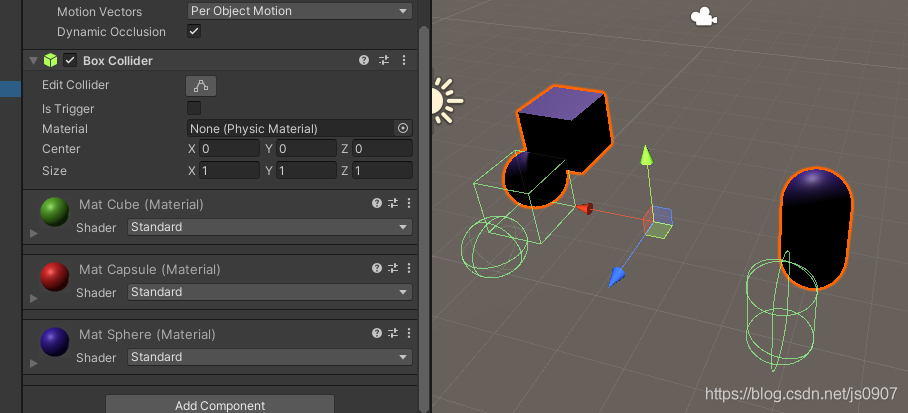 Motion Vectors Per Object Motion
Dynamic Occlusion
Box Collider
Edit Collider
Is Trigger
Material None (Physic Material)
Center X 0 Y 0 Z 0
Size X 1 Y 1 Z 1
Mat Cube (Material)
Shader Standard
Mat Capsule (Material)
Shader Standard
Mat Sphere (Material)
Shader Standard
Add Component
https://blog.csdn.net/js0907